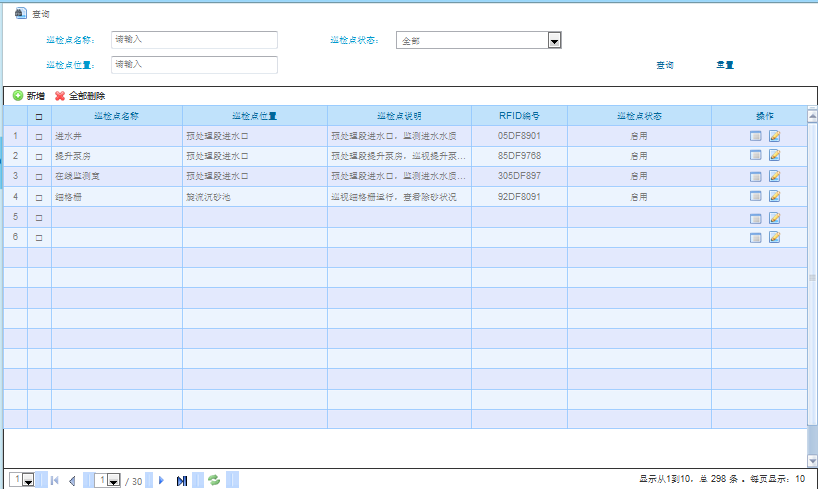 查询
巡检点名称： 请输入 巡检点状态： 全部
巡检点位置： 请输入 查询 重置
新增 全部删除
巡检点名称 巡检点位置 巡检点说明 RFID编号 巡检点状态 操作
1 进水井 预处理段进水口 预处理段进水口，监测进水水质 05DF8901 启用
2 提升泵房 预处理段进水口 预处理段提升泵房，巡视提升泵... 85DF9768 启用
3 在线监测室 预处理段进水口 预处理段进水口，监测进水水质... 305DF897 启用
4 细格栅 旋流沉砂池 巡视细格栅运行，查看除砂状况 92DF8091 启用
5
6
1 1 / 30 显示从1到10，总 298 条 。每页显示：10